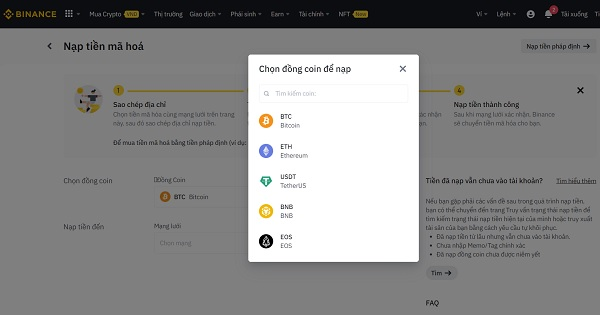 BINANCE
Mua Crypto VND
Thị trường
Giao dịch
Phái sinh
Earn
Tài chính
NFT New
Ví
Lệnh
Tải xuống
Nạp tiền mã hoá
Nạp tiền pháp định →
1
Sao chép địa chỉ
Chọn tiền mã hóa cùng mạng lưới trên trang
này, sau đó sao chép địa chỉ nạp tiền.
Để mua tiền mã hoá bằng tiền pháp định (ví dụ:
4
Nạp tiền thành công
Sau khi mạng lưới xác nhận, Binance
sẽ chuyển tiền mã hóa cho bạn.
Chọn đồng coin để nạp
Tìm kiếm coin.
BTC
Bitcoin
ETH
Ethereum
USDT
TetherUS
BNB
BNB
EOS
EOS
Chọn đồng coin
Đồng Coin
BTC Bitcoin
Nạp tiền đến
Mạng lưới
Chọn mạng
Tiền đã nạp vẫn chưa vào tài khoản?
Tìm hiểu thêm
Nếu bạn gặp phải các vấn đề sau trong quá trình nạp tiền,
bạn có thể chuyển đến trang Truy vấn trạng thái nạp tiền để
tìm kiếm trạng thái nạp tiền hiện tại của mình hoặc truy xuất
tài sản của bạn bằng cách yêu cầu tự khôi phục.
• Đã nạp tiền từ lâu nhưng vẫn chưa vào tài khoản.
• Chưa nhập Memo/Tag chính xác
• Đã nạp đồng coin chưa được niêm yết
Tìm →
FAQ